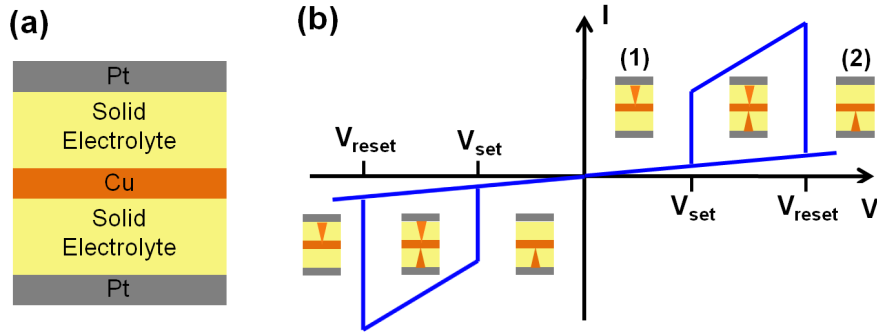 (a)
Pt
Solid
Electrolyte
Cu
Solid
Electrolyte
Pt
(b)
I
(1)
(2)
Vreset
Vset
Vset
Vreset
V